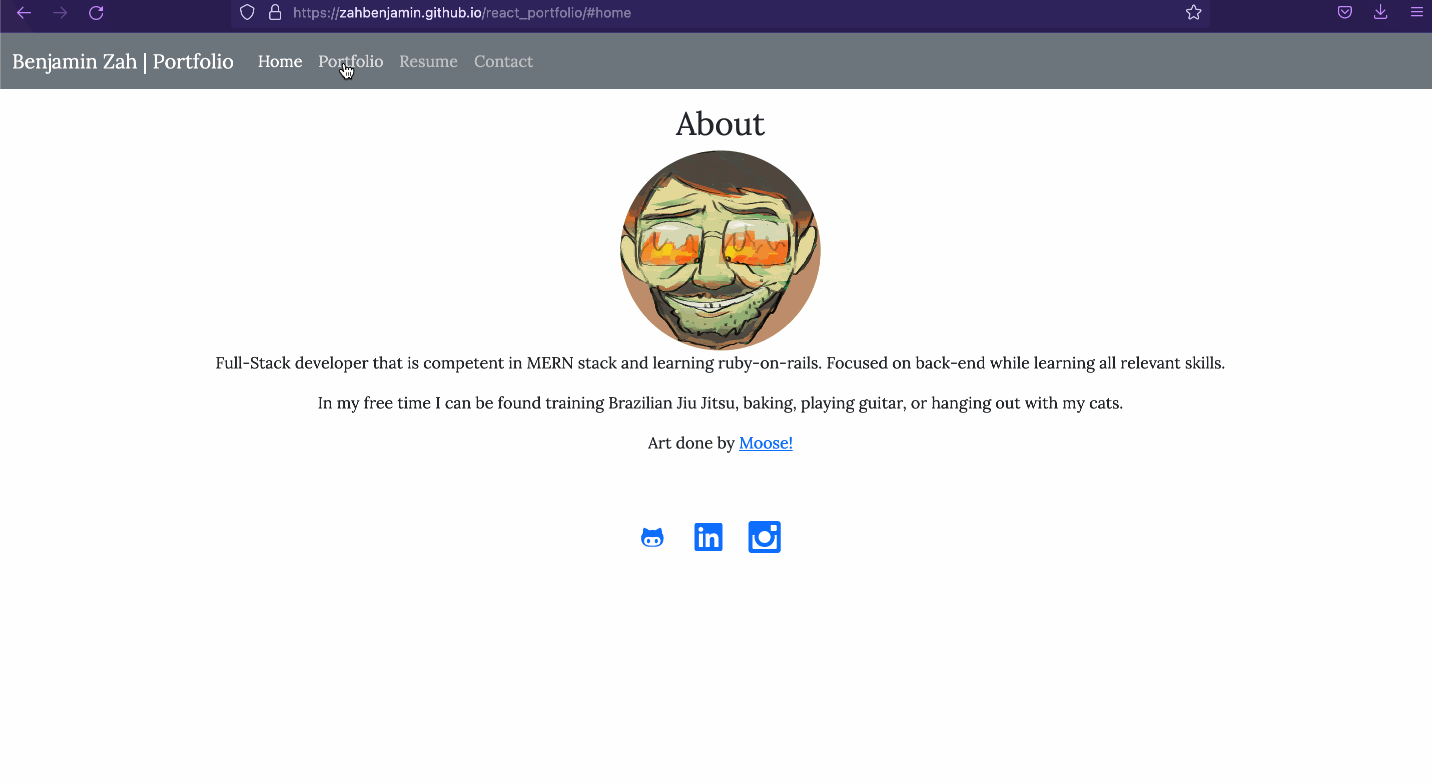 https://zahbenjamin.github.io/react_portfolio/#home
Benjamin Zah | Portfolio Home Portfolio Resume Contact
About
Full-Stack developer that is competent in MERN stack and learning ruby-on-rails. Focused on back-end while learning all relevant skills.
In my free time I can be found training Brazilian Jiu Jitsu, baking, playing guitar, or hanging out with my cats.
Art done by Moose!
in